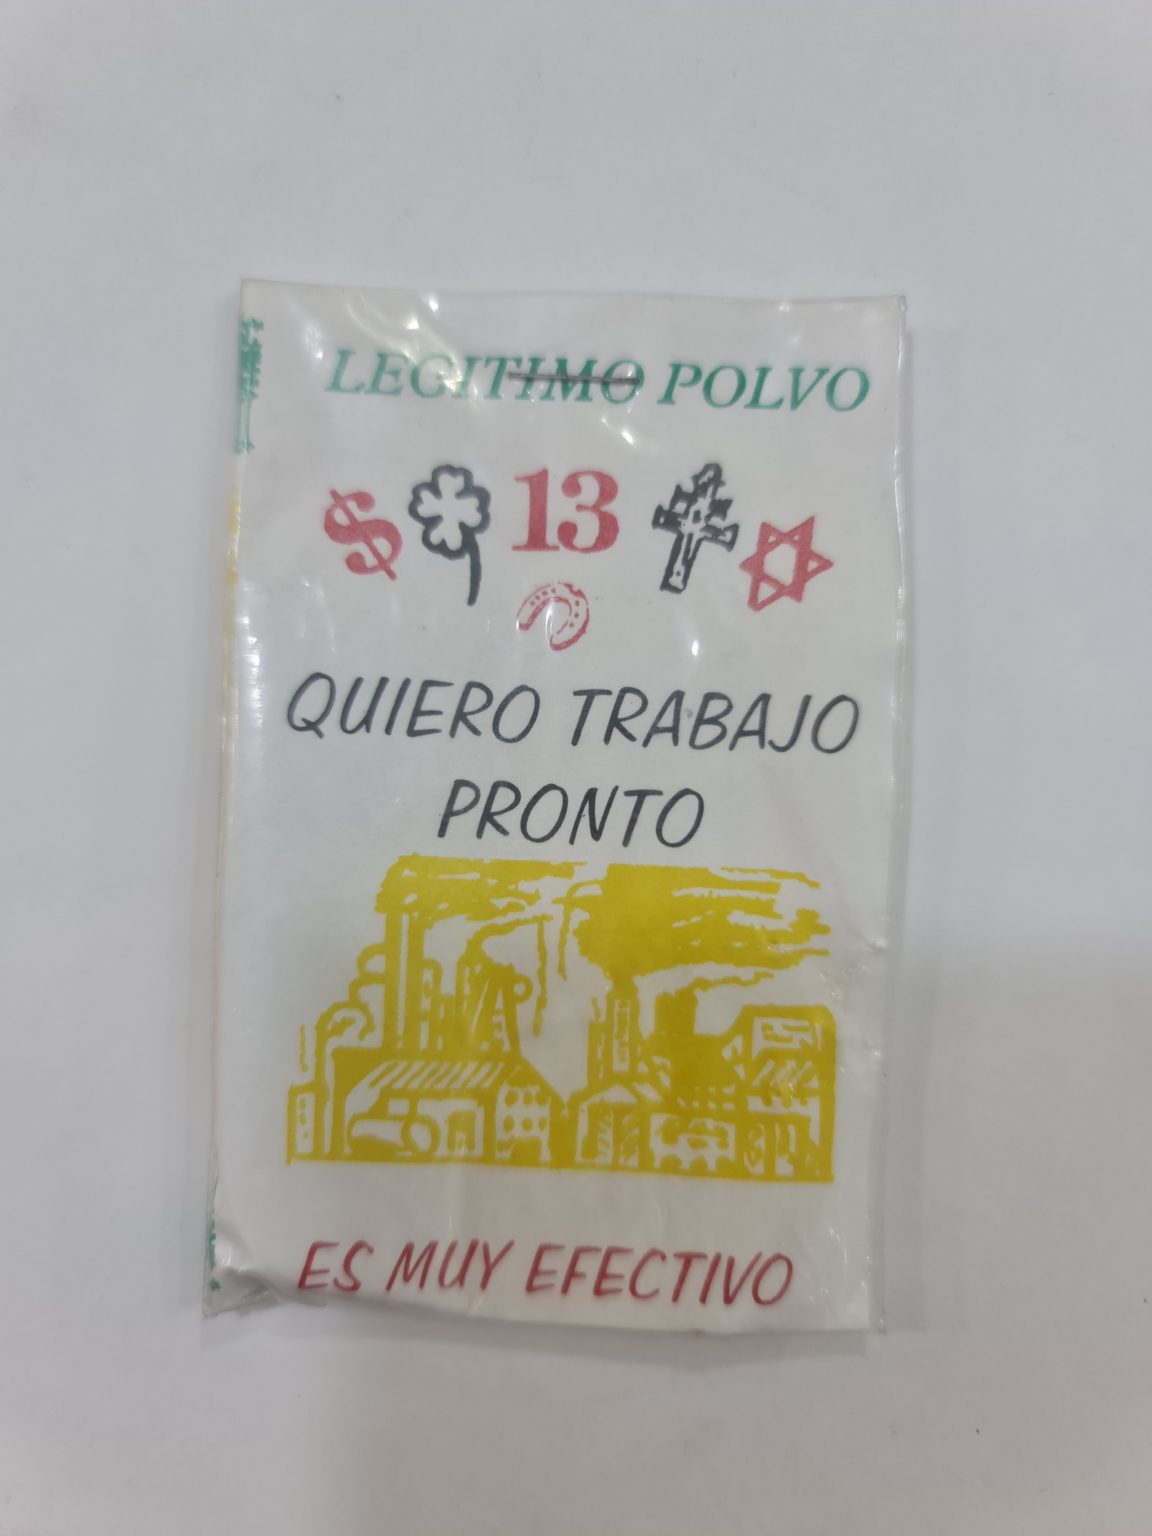 LEGITIMO POLVO
$ 13
QUIERO TRABAJO
PRONTO
ES MUY EFECTIVO